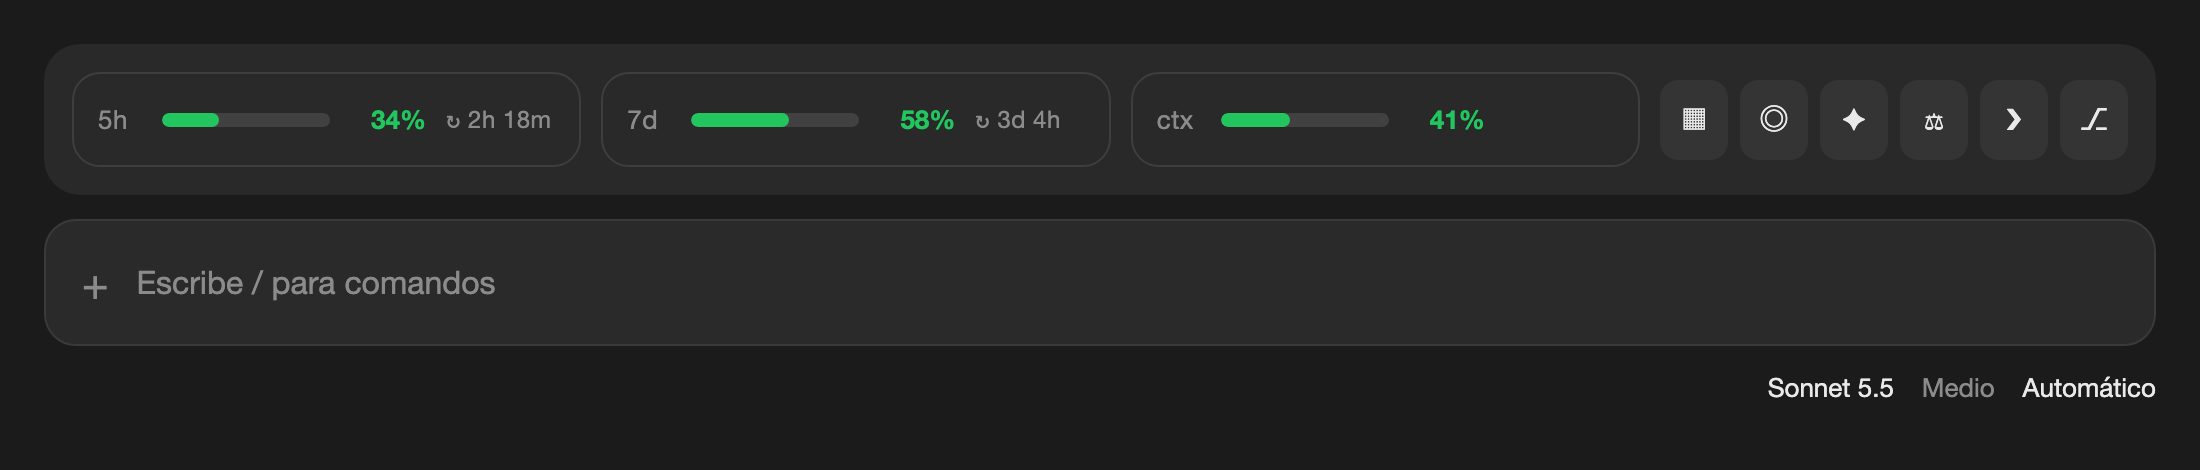 5h 34% ↻ 2h 18m 7d 58% ↻ 3d 4h ctx 41%
+ Escribe / para comandos
Sonnet 5.5 Medio Automático